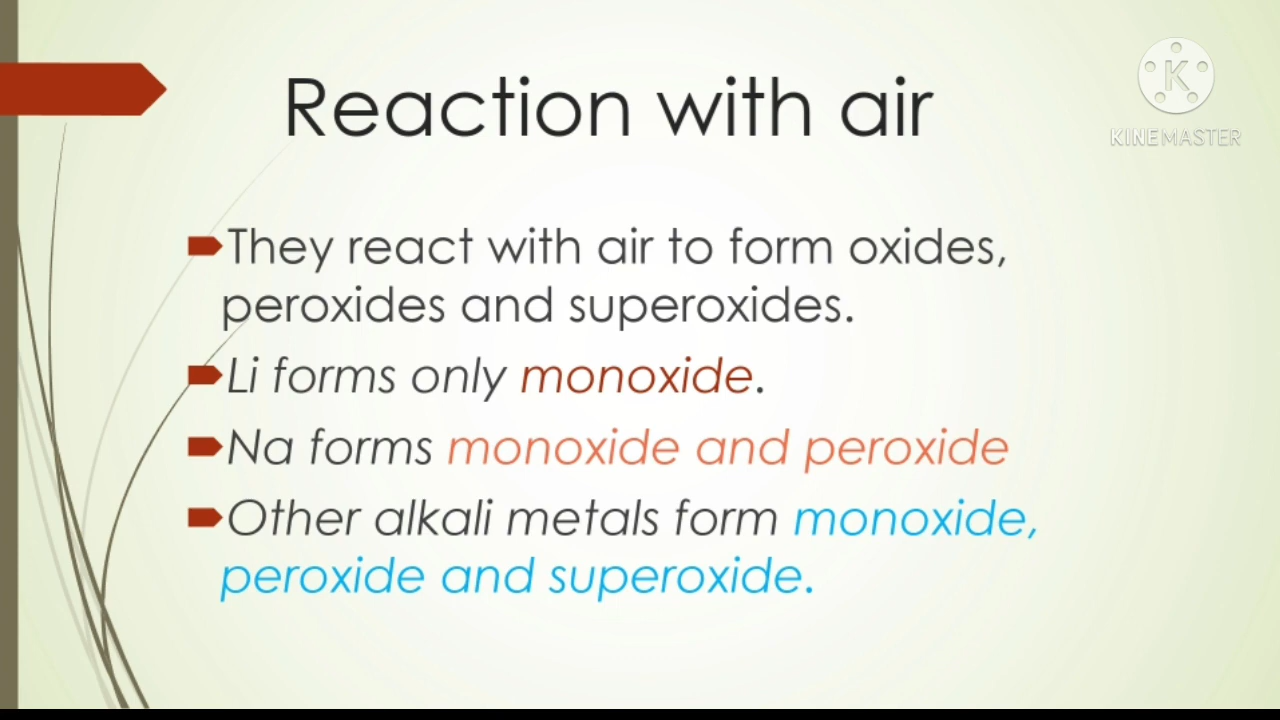 Reaction with air
KINEMASTER
They react with air to form oxides,
peroxides and superoxides.
Li forms only monoxide.
Na forms monoxide and peroxide
Other alkali metals form monoxide,
peroxide and superoxide.